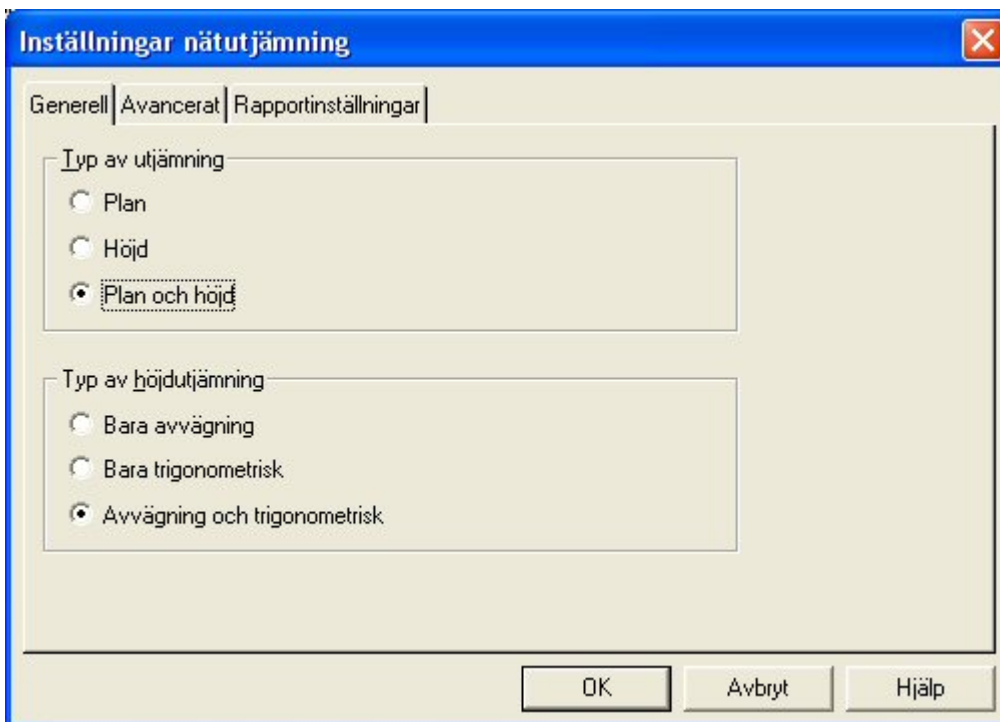 Inställningar nätutjämning
Generell Avancerat Rapportinställningar
Typ av utjämning
Plan
Höjd
Plan och höjd
Typ av höjdutjämning
Bara avvägning
Bara trigonometrisk
Avvägning och trigonometrisk
OK Avbryt Hjälp